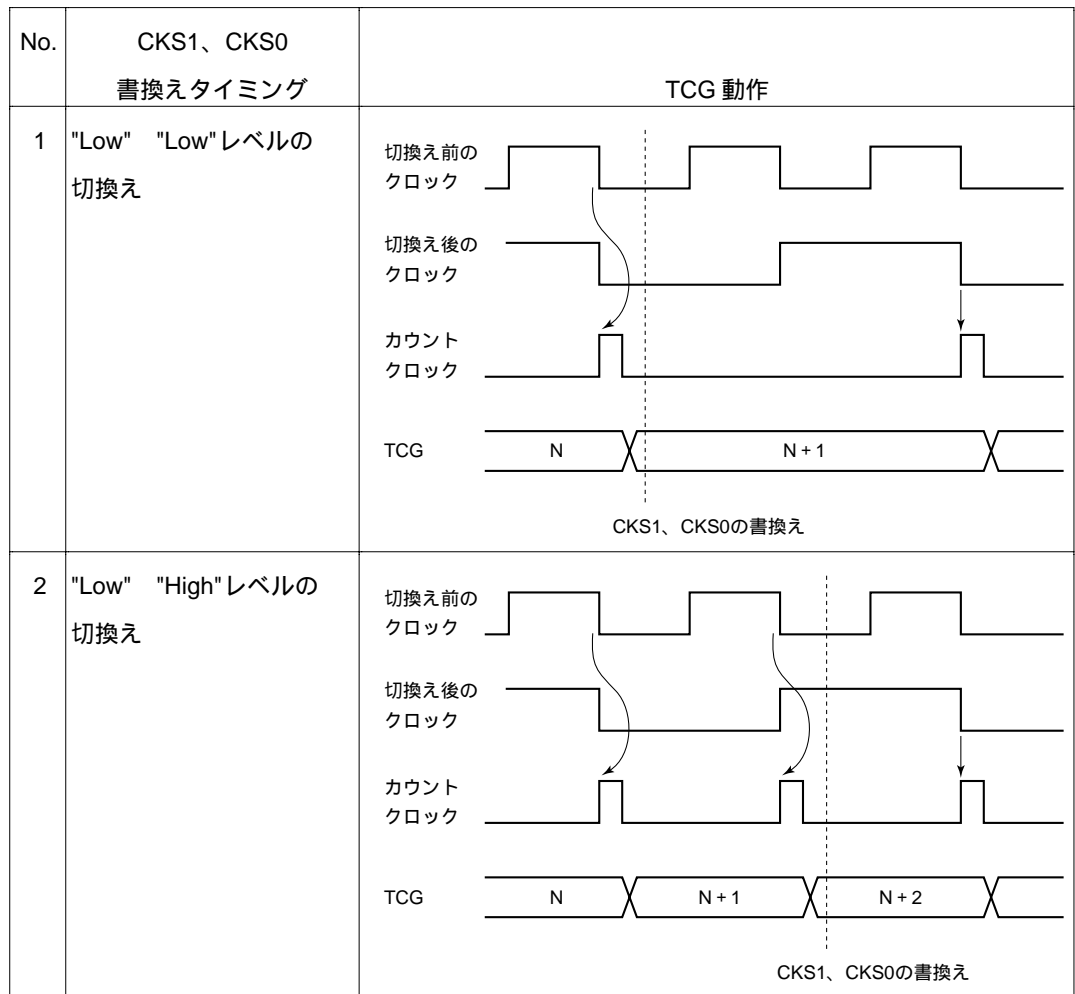 No. CKS1、CKS0
書換えタイミング TCG 動作
1 "Low" "Low"レベルの
切換え
切換え前の
クロック
切換え後の
クロック
カウント
クロック
TCG N N + 1
CKS1、CKS0の書換え
2 "Low" "High"レベルの
切換え
切換え前の
クロック
切換え後の
クロック
カウント
クロック
TCG N N + 1 N + 2
CKS1、CKS0の書換え